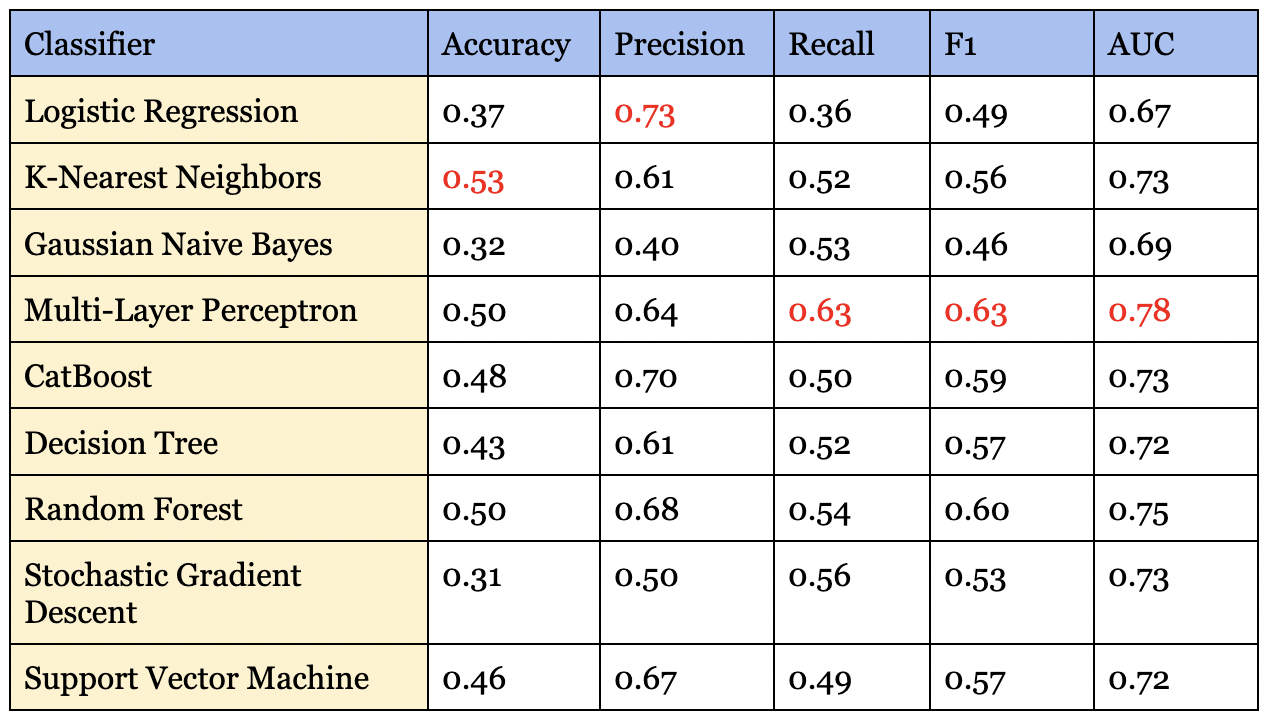 Classifier Accuracy Precision Recall F1 AUC
Logistic Regression 0.37 0.73 0.36 0.49 0.67
K-Nearest Neighbors 0.53 0.61 0.52 0.56 0.73
Gaussian Naive Bayes 0.32 0.40 0.53 0.46 0.69
Multi-Layer Perceptron 0.50 0.64 0.63 0.63 0.78
CatBoost 0.48 0.70 0.50 0.59 0.73
Decision Tree 0.43 0.61 0.52 0.57 0.72
Random Forest 0.50 0.68 0.54 0.60 0.75
Stochastic Gradient 0.31 0.50 0.56 0.53 0.73
Descent
Support Vector Machine 0.46 0.67 0.49 0.57 0.72